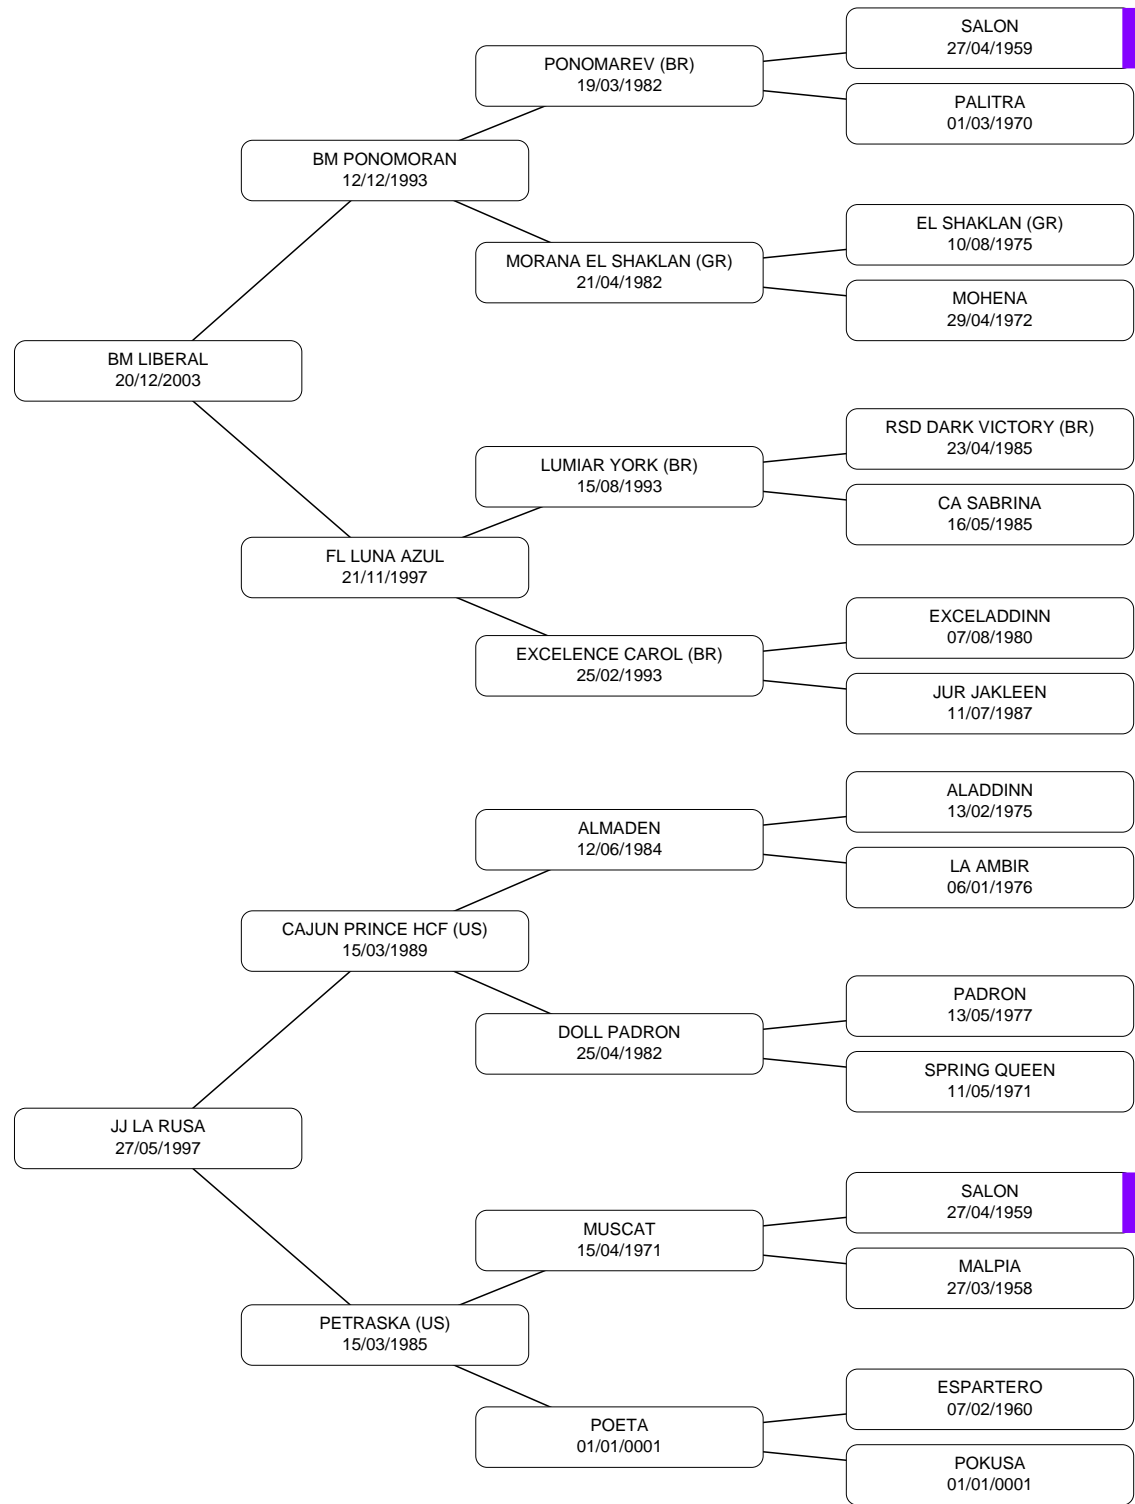 SALON
27/04/1959
PONOMAREV (BR)
19/03/1982
PALITRA
01/03/1970
BM PONOMORAN
12/12/1993
EL SHAKLAN (GR)
10/08/1975
MORANA EL SHAKLAN (GR)
21/04/1982
MOHENA
29/04/1972
BM LIBERAL
20/12/2003
RSD DARK VICTORY (BR)
23/04/1985
LUMIAR YORK (BR)
15/08/1993
CA SABRINA
16/05/1985
FL LUNA AZUL
21/11/1997
EXCELADDINN
07/08/1980
EXCELENCE CAROL (BR)
25/02/1993
JUR JAKLEEN
11/07/1987
ALADDINN
13/02/1975
ALMADEN
12/06/1984
LA AMBIR
06/01/1976
CAJUN PRINCE HCF (US)
15/03/1989
PADRON
13/05/1977
DOLL PADRON
25/04/1982
SPRING QUEEN
11/05/1971
JJ LA RUSA
27/05/1997
SALON
27/04/1959
MUSCAT
15/04/1971
MALPIA
27/03/1958
PETRASKA (US)
15/03/1985
ESPARTERO
07/02/1960
POETA
01/01/0001
POKUSA
01/01/0001